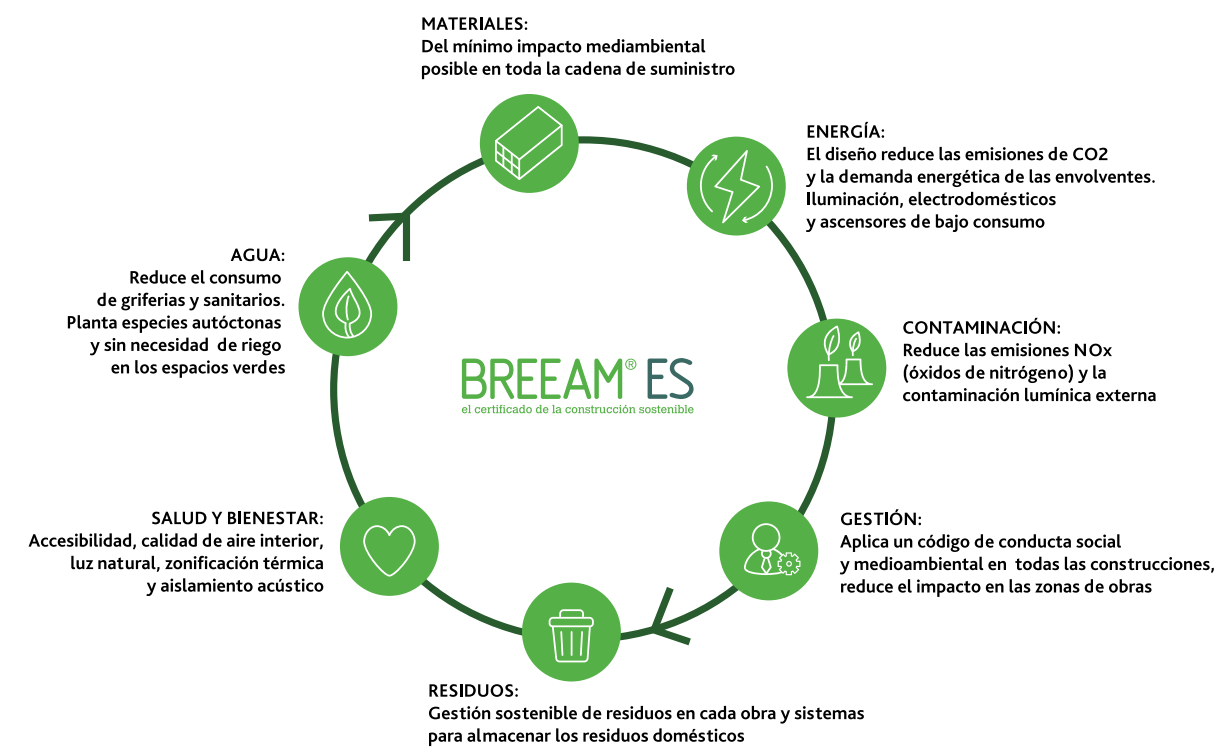 MATERIALES:
Del mínimo impacto mediambiental
posible en toda la cadena de suministro
ENERGÍA:
El diseño reduce las emisiones de CO2
y la demanda energética de las envolventes.
Iluminación, electrodomésticos
y ascensores de bajo consumo
CONTAMINACIÓN:
Reduce las emisiones NOx
(óxidos de nitrógeno) y la
contaminación lumínica externa
GESTIÓN:
Aplica un código de conducta social
y medioambiental en todas las construcciones,
reduce el impacto en las zonas de obras
RESIDUOS:
Gestión sostenible de residuos en cada obra y sistemas
para almacenar los residuos domésticos
SALUD Y BIENESTAR:
Accesibilidad, calidad de aire interior,
luz natural, zonificación térmica
y aislamiento acústico
AGUA:
Reduce el consumo
de griferias y sanitarios.
Planta especies autóctonas
y sin necesidad de riego
en los espacios verdes
BREEAM® ES
el certificado de la construcción sostenible